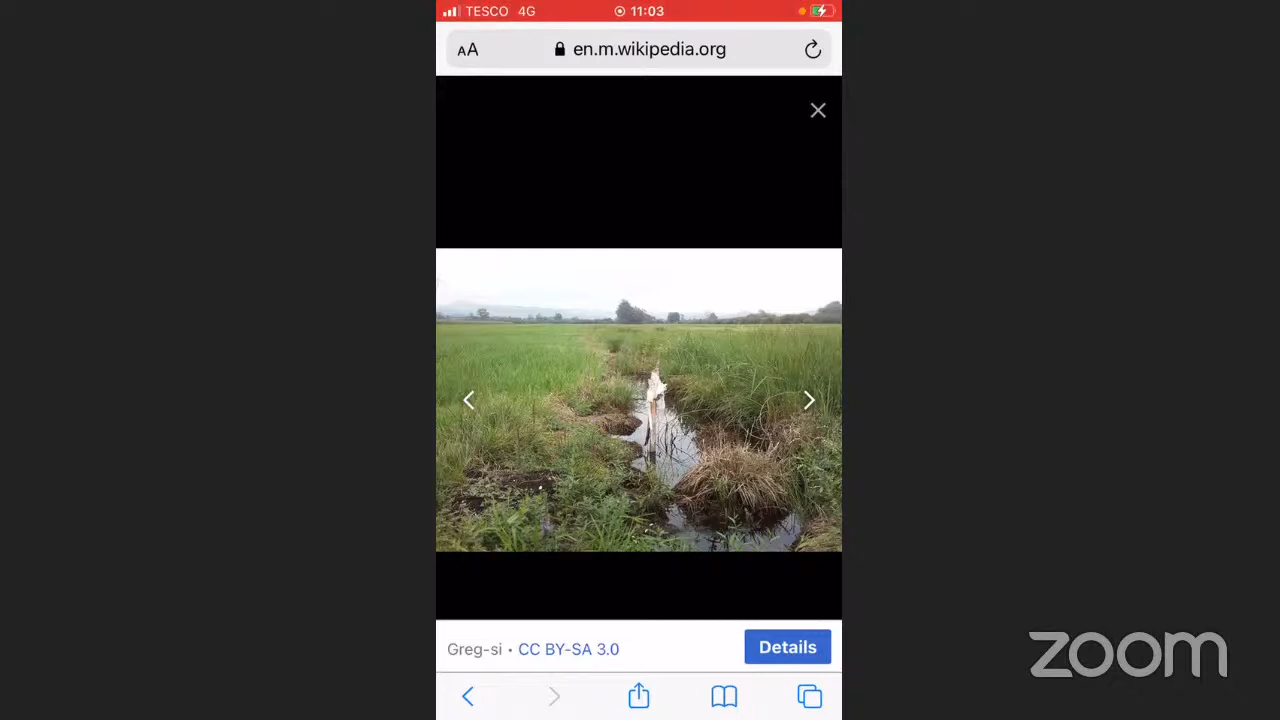 TESCO 4G 11:03
AA en.m.wikipedia.org
Greg-si • CC BY-SA 3.0 Details
zoom